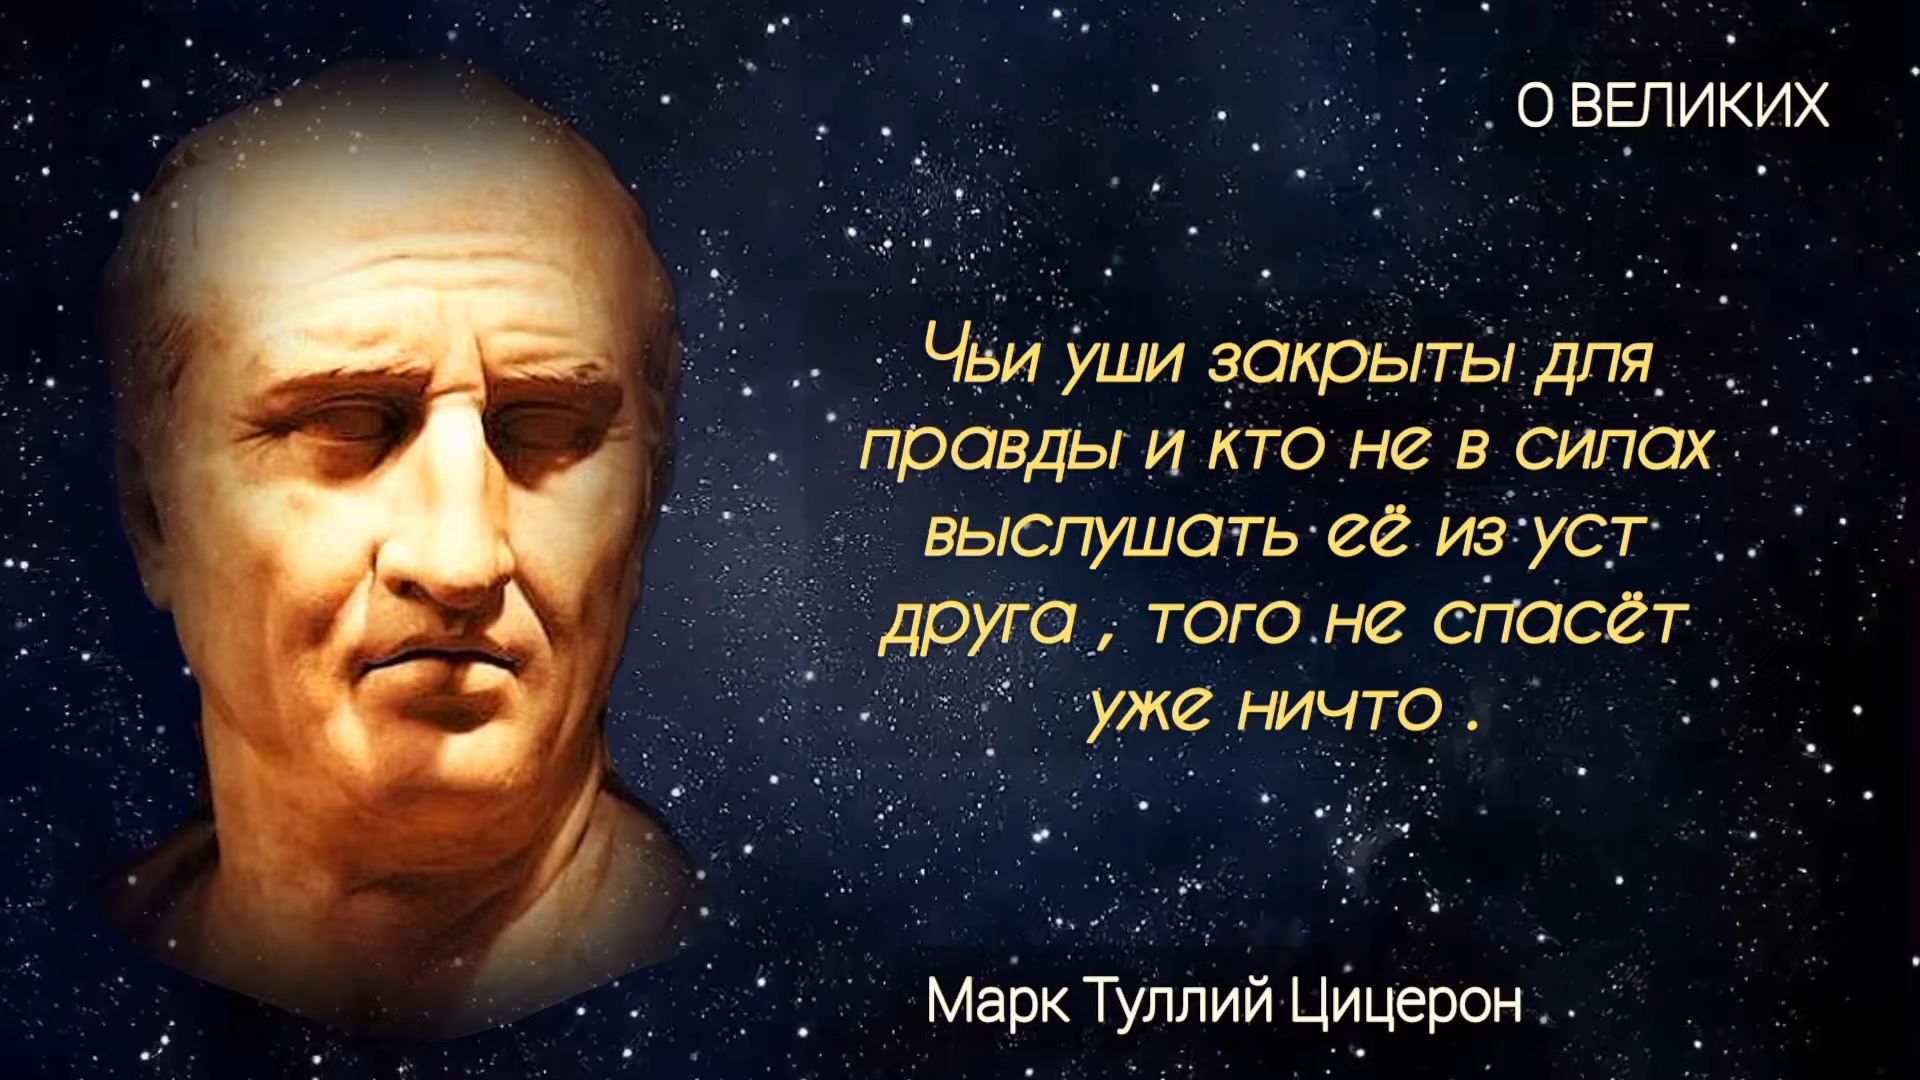 О ВЕЛИКИХ
Чьи уши закрыты для
правды и кто не в силах
выслушать её из уст
друга , того не спасёт
уже ничто .
Марк Туллий Цицерон